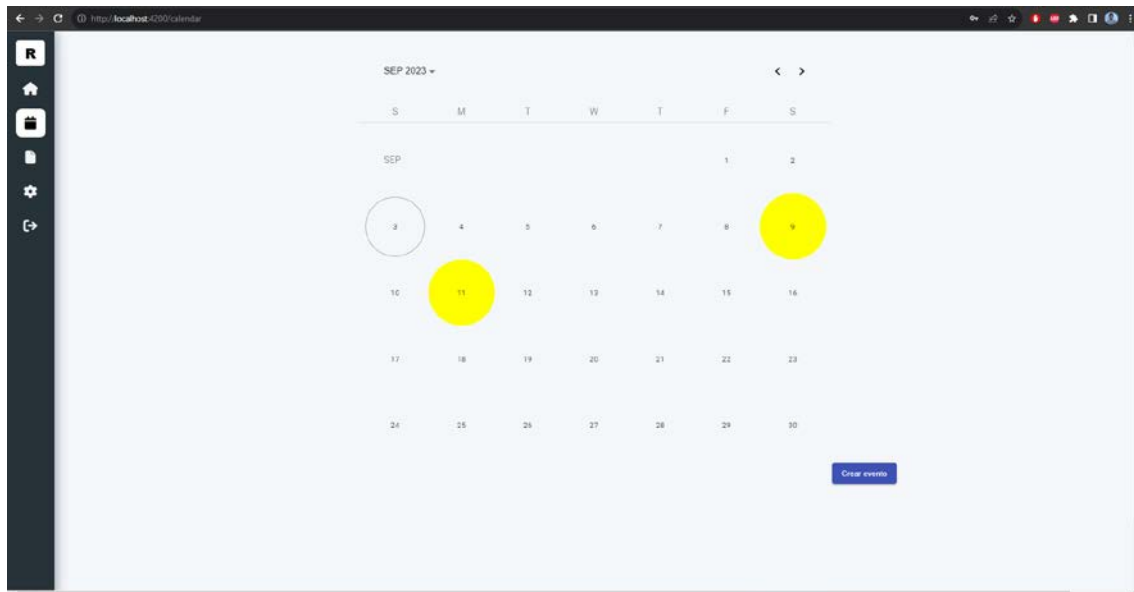 http://localhost:4200/calendar
R
SEP 2023
S M T W T F S
SEP 1 2
3 4 5 6 7 8 9
10 11 12 13 14 15 16
17 18 19 20 21 22 23
24 25 26 27 28 29 30
Crear evento